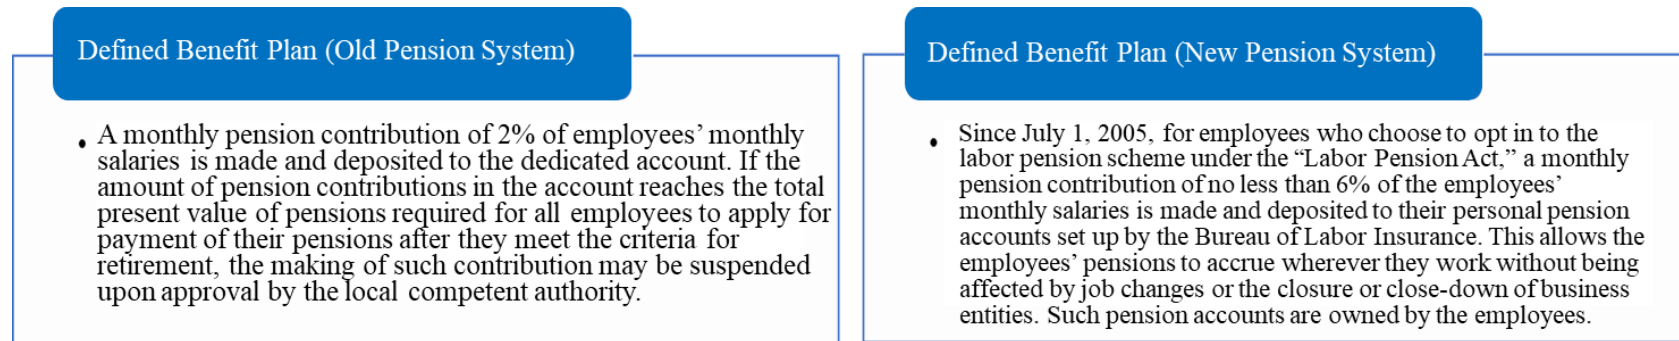 Defined Benefit Plan (Old Pension System)
• A monthly pension contribution of 2% of employees’ monthly
salaries is made and deposited to the dedicated account. If the
amount of pension contributions in the account reaches the total
present value of pensions required for all employees to apply for
payment of their pensions after they meet the criteria for
retirement, the making of such contribution may be suspended
upon approval by the local competent authority.
Defined Benefit Plan (New Pension System)
• Since July 1, 2005, for employees who choose to opt in to the
labor pension scheme under the “Labor Pension Act,” a monthly
pension contribution of no less than 6% of the employees’
monthly salaries is made and deposited to their personal pension
accounts set up by the Bureau of Labor Insurance. This allows the
employees’ pensions to accrue wherever they work without being
affected by job changes or the closure or close-down of business
entities. Such pension accounts are owned by the employees.